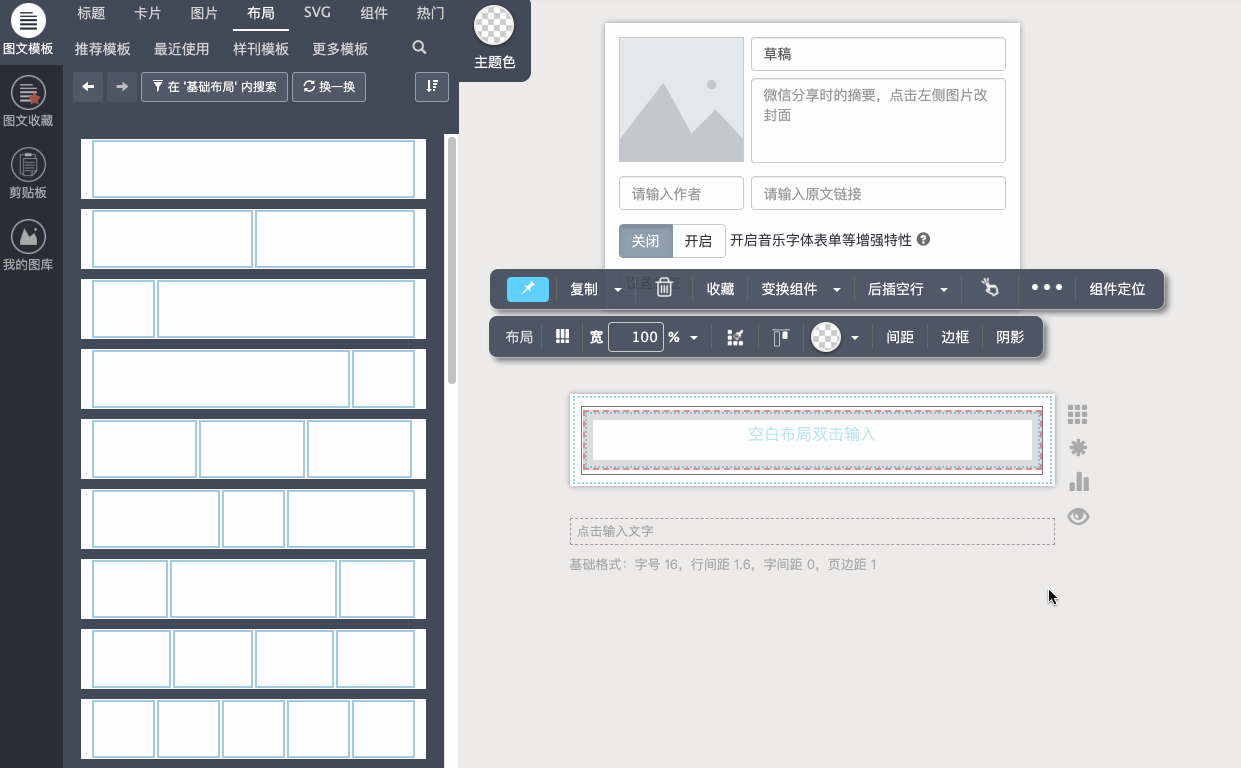 图文模板
图文收藏
剪贴板
我的图库
标题 卡片 图片 布局 SVG 组件 热门
推荐模板 最近使用 样刊模板 更多模板
在 '基础布局' 内搜索 换一换
主题色
草稿
微信分享时的摘要，点击左侧图片改
封面
请输入作者 请输入原文链接
关闭 开启 开启音乐字体表单等增强特性
复制 收藏 变换组件 后插空行 组件定位
布局 宽 100 % 间距 边框 阴影
空白布局双击输入
点击输入文字
基础格式：字号 16，行间距 1.6，字间距 0，页边距 1